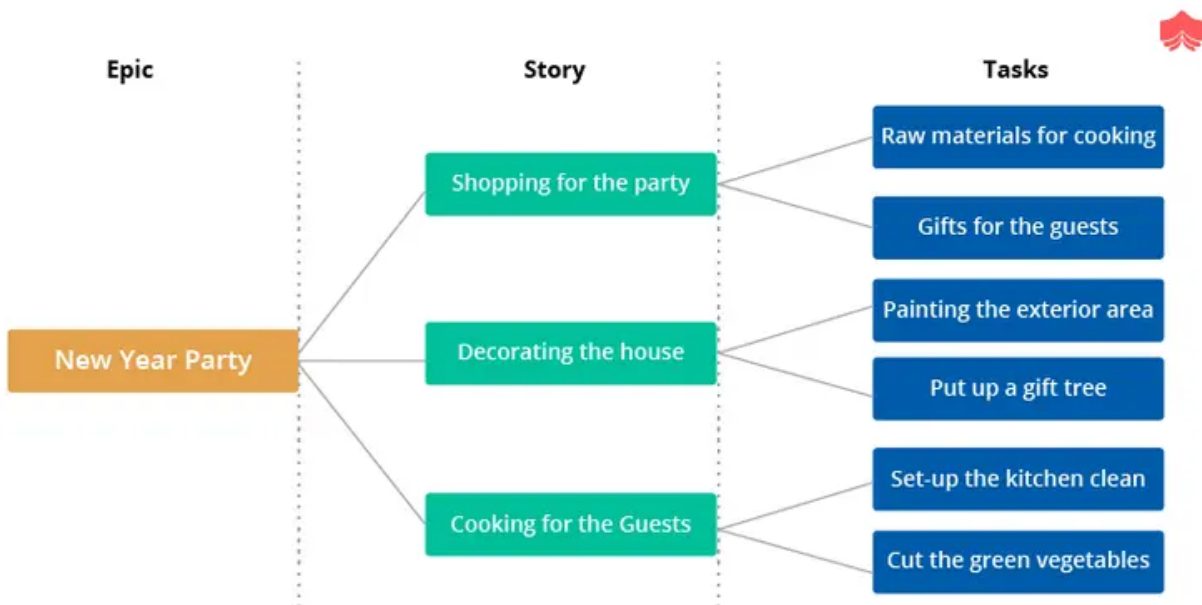 Epic
Story
Tasks
Raw materials for cooking
Shopping for the party
Gifts for the guests
Painting the exterior area
New Year Party
Decorating the house
Put up a gift tree
Set-up the kitchen clean
Cooking for the Guests
Cut the green vegetables